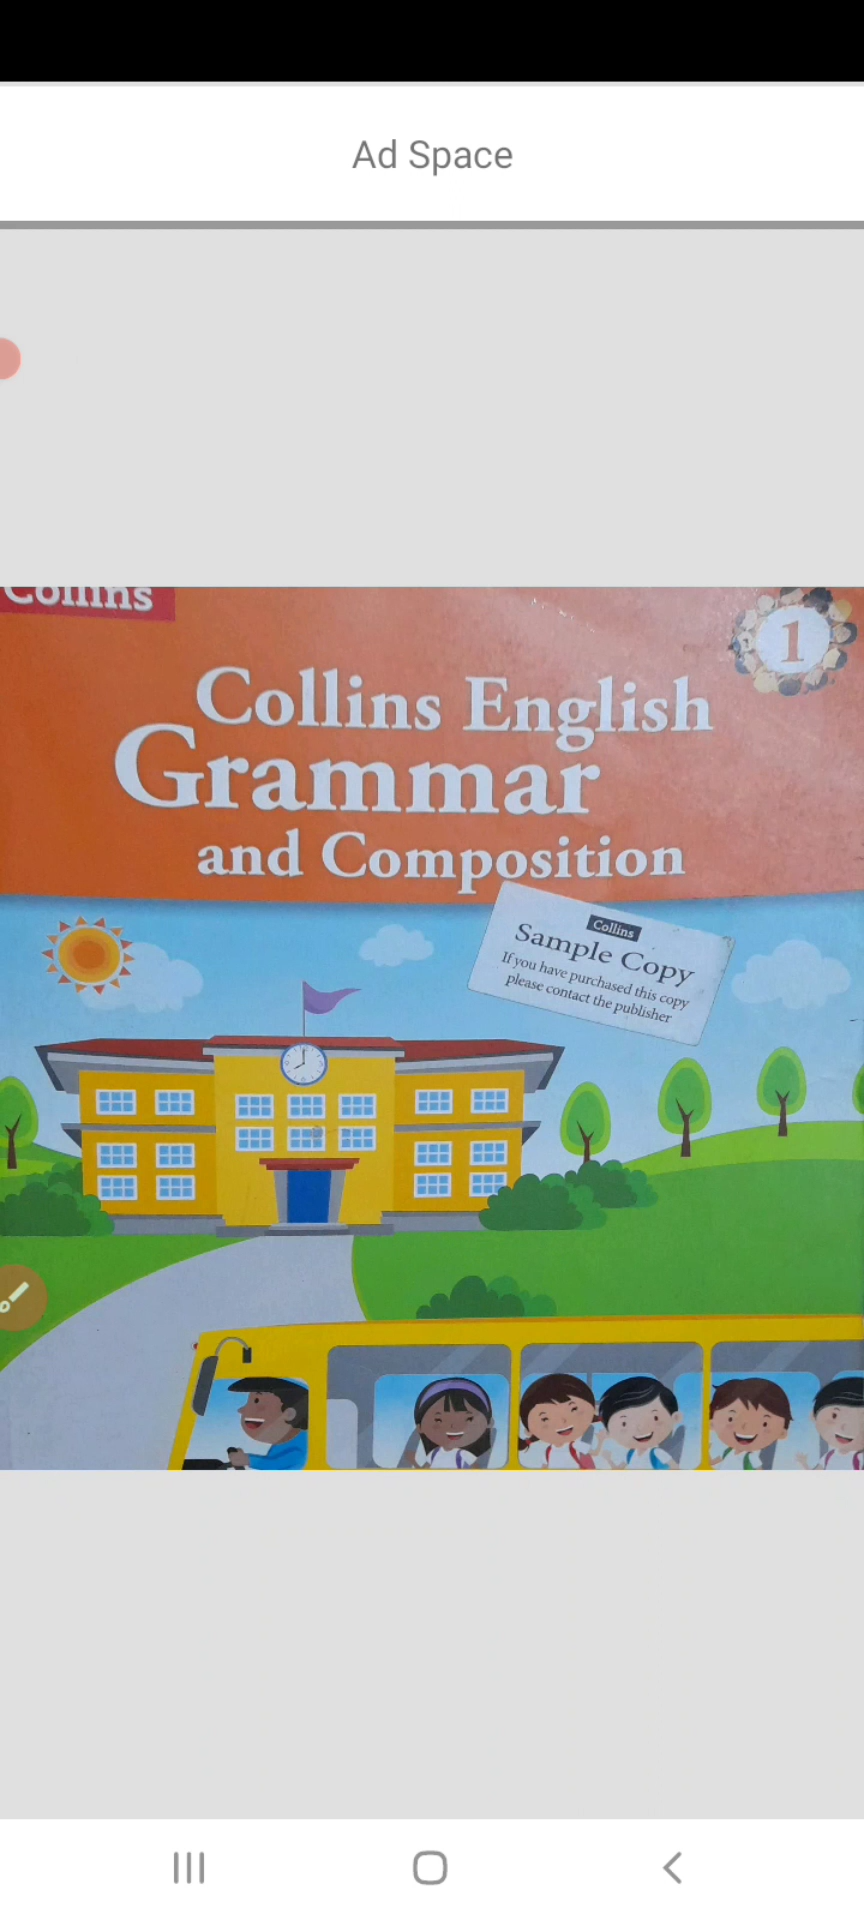 Ad Space
Collins
1
Collins English
Grammar
and Composition
Collins
Sample Copy
If you have purchased this copy
please contact the publisher